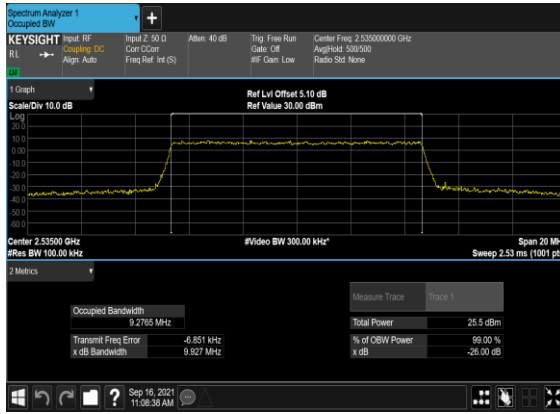 Spectrum Analyzer 1
Occupied BW
KEYSIGHT
RL
Input: RF
Coupling: DC
Align: Auto
Input Z: 50 Ω
Corr CCorr
Freq Ref: Int (S)
Atten: 40 dB
Trig: Free Run
Gate: Off
#IF Gain: Low
Center Freq: 2.535000000 GHz
Avg|Hold: 500/500
Radio Std: None
1 Graph
Scale/Div 10.0 dB
Ref Lvl Offset 5.10 dB
Ref Value 30.00 dBm
Log
20.0
10.0
0.00
-10.0
-20.0
-30.0
-40.0
-50.0
-60.0
Center 2.53500 GHz
#Res BW 100.00 kHz
#Video BW 300.00 kHz*
Span 20 MH
Sweep 2.53 ms (1001 pt
2 Metrics
Measure Trace
Trace 1
Occupied Bandwidth
9.2765 MHz
Total Power
25.5 dBm
Transmit Freq Error
-6.851 kHz
% of OBW Power
99.00 %
x dB Bandwidth
9.927 MHz
x dB
-26.00 dB
?
Sep 16, 2021
11:08:38 AM